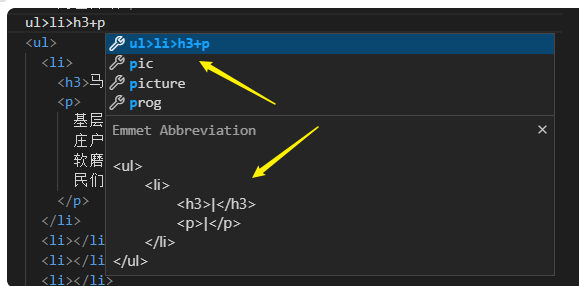 ul>li>h3+p
<ul>
<li>
<h3>马
<p>
基层
庄户
软磨
民们
</p>
</li>
<li></li
<li></li
<li></li>
ul>li>h3+p
pic
picture
prog
Emmet Abbreviation ×
<ul>
<li>
<h3>|</h3>
<p>|</p>
</li>
</ul>